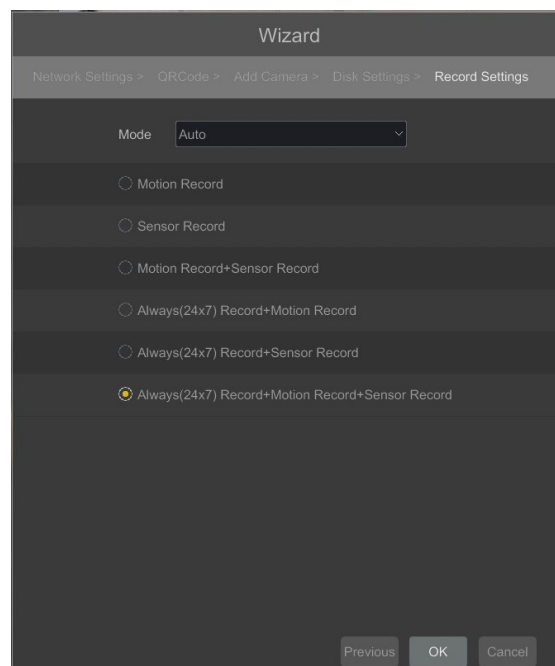 Wizard
Network Settings > QRCode > Add Camera > Disk Settings > Record Settings
Mode Auto
Motion Record
Sensor Record
Motion Record+Sensor Record
Always(24x7) Record+Motion Record
Always(24x7) Record+Sensor Record
Always(24x7) Record+Motion Record+Sensor Record
Previous OK Cancel